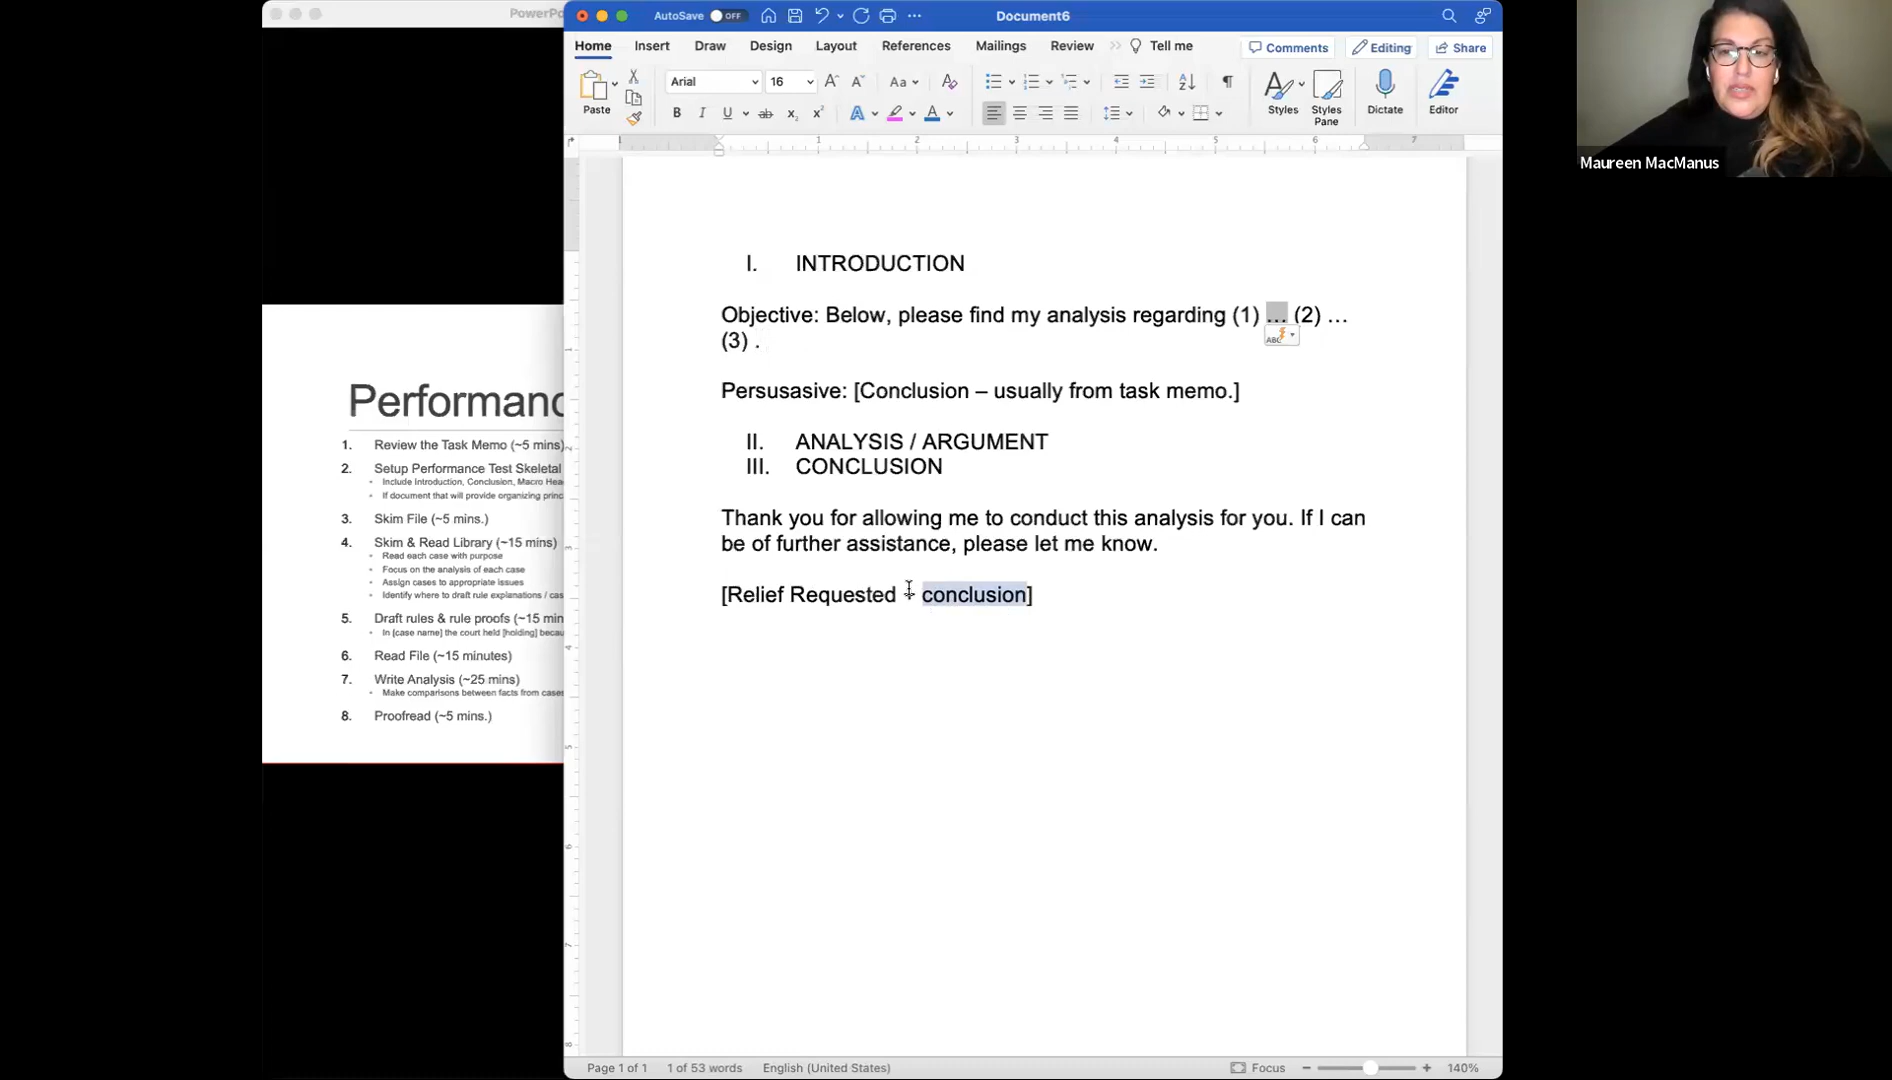 PowerPo
AutoSave OFF
Document6
Home Insert Draw Design Layout References Mailings Review Tell me
Comments Editing Share
Paste
Arial 16
Aa
Styles
Styles
Pane
Dictate
Editor
1 2 3 4 5 6 7
I. INTRODUCTION
Objective: Below, please find my analysis regarding (1) … (2) …
(3) .
Persusasive: [Conclusion – usually from task memo.]
II. ANALYSIS / ARGUMENT
III. CONCLUSION
Thank you for allowing me to conduct this analysis for you. If I can
be of further assistance, please let me know.
[Relief Requested conclusion]
Performanc
1. Review the Task Memo (~5 mins)
2. Setup Performance Test Skeletal
Include Introduction, Conclusion, Macro Hea
If document that will provide organizing princ
3. Skim File (~5 mins.)
4. Skim & Read Library (~15 mins)
Read each case with purpose
Focus on the analysis of each case
Assign cases to appropriate issues
Identify where to draft rule explanations / cas
5. Draft rules & rule proofs (~15 min
In [case name] the court held [holding] becau
6. Read File (~15 minutes)
7. Write Analysis (~25 mins)
Make comparisons between facts from cases
8. Proofread (~5 mins.)
Page 1 of 1 1 of 53 words English (United States)
Focus 140%
Maureen MacManus